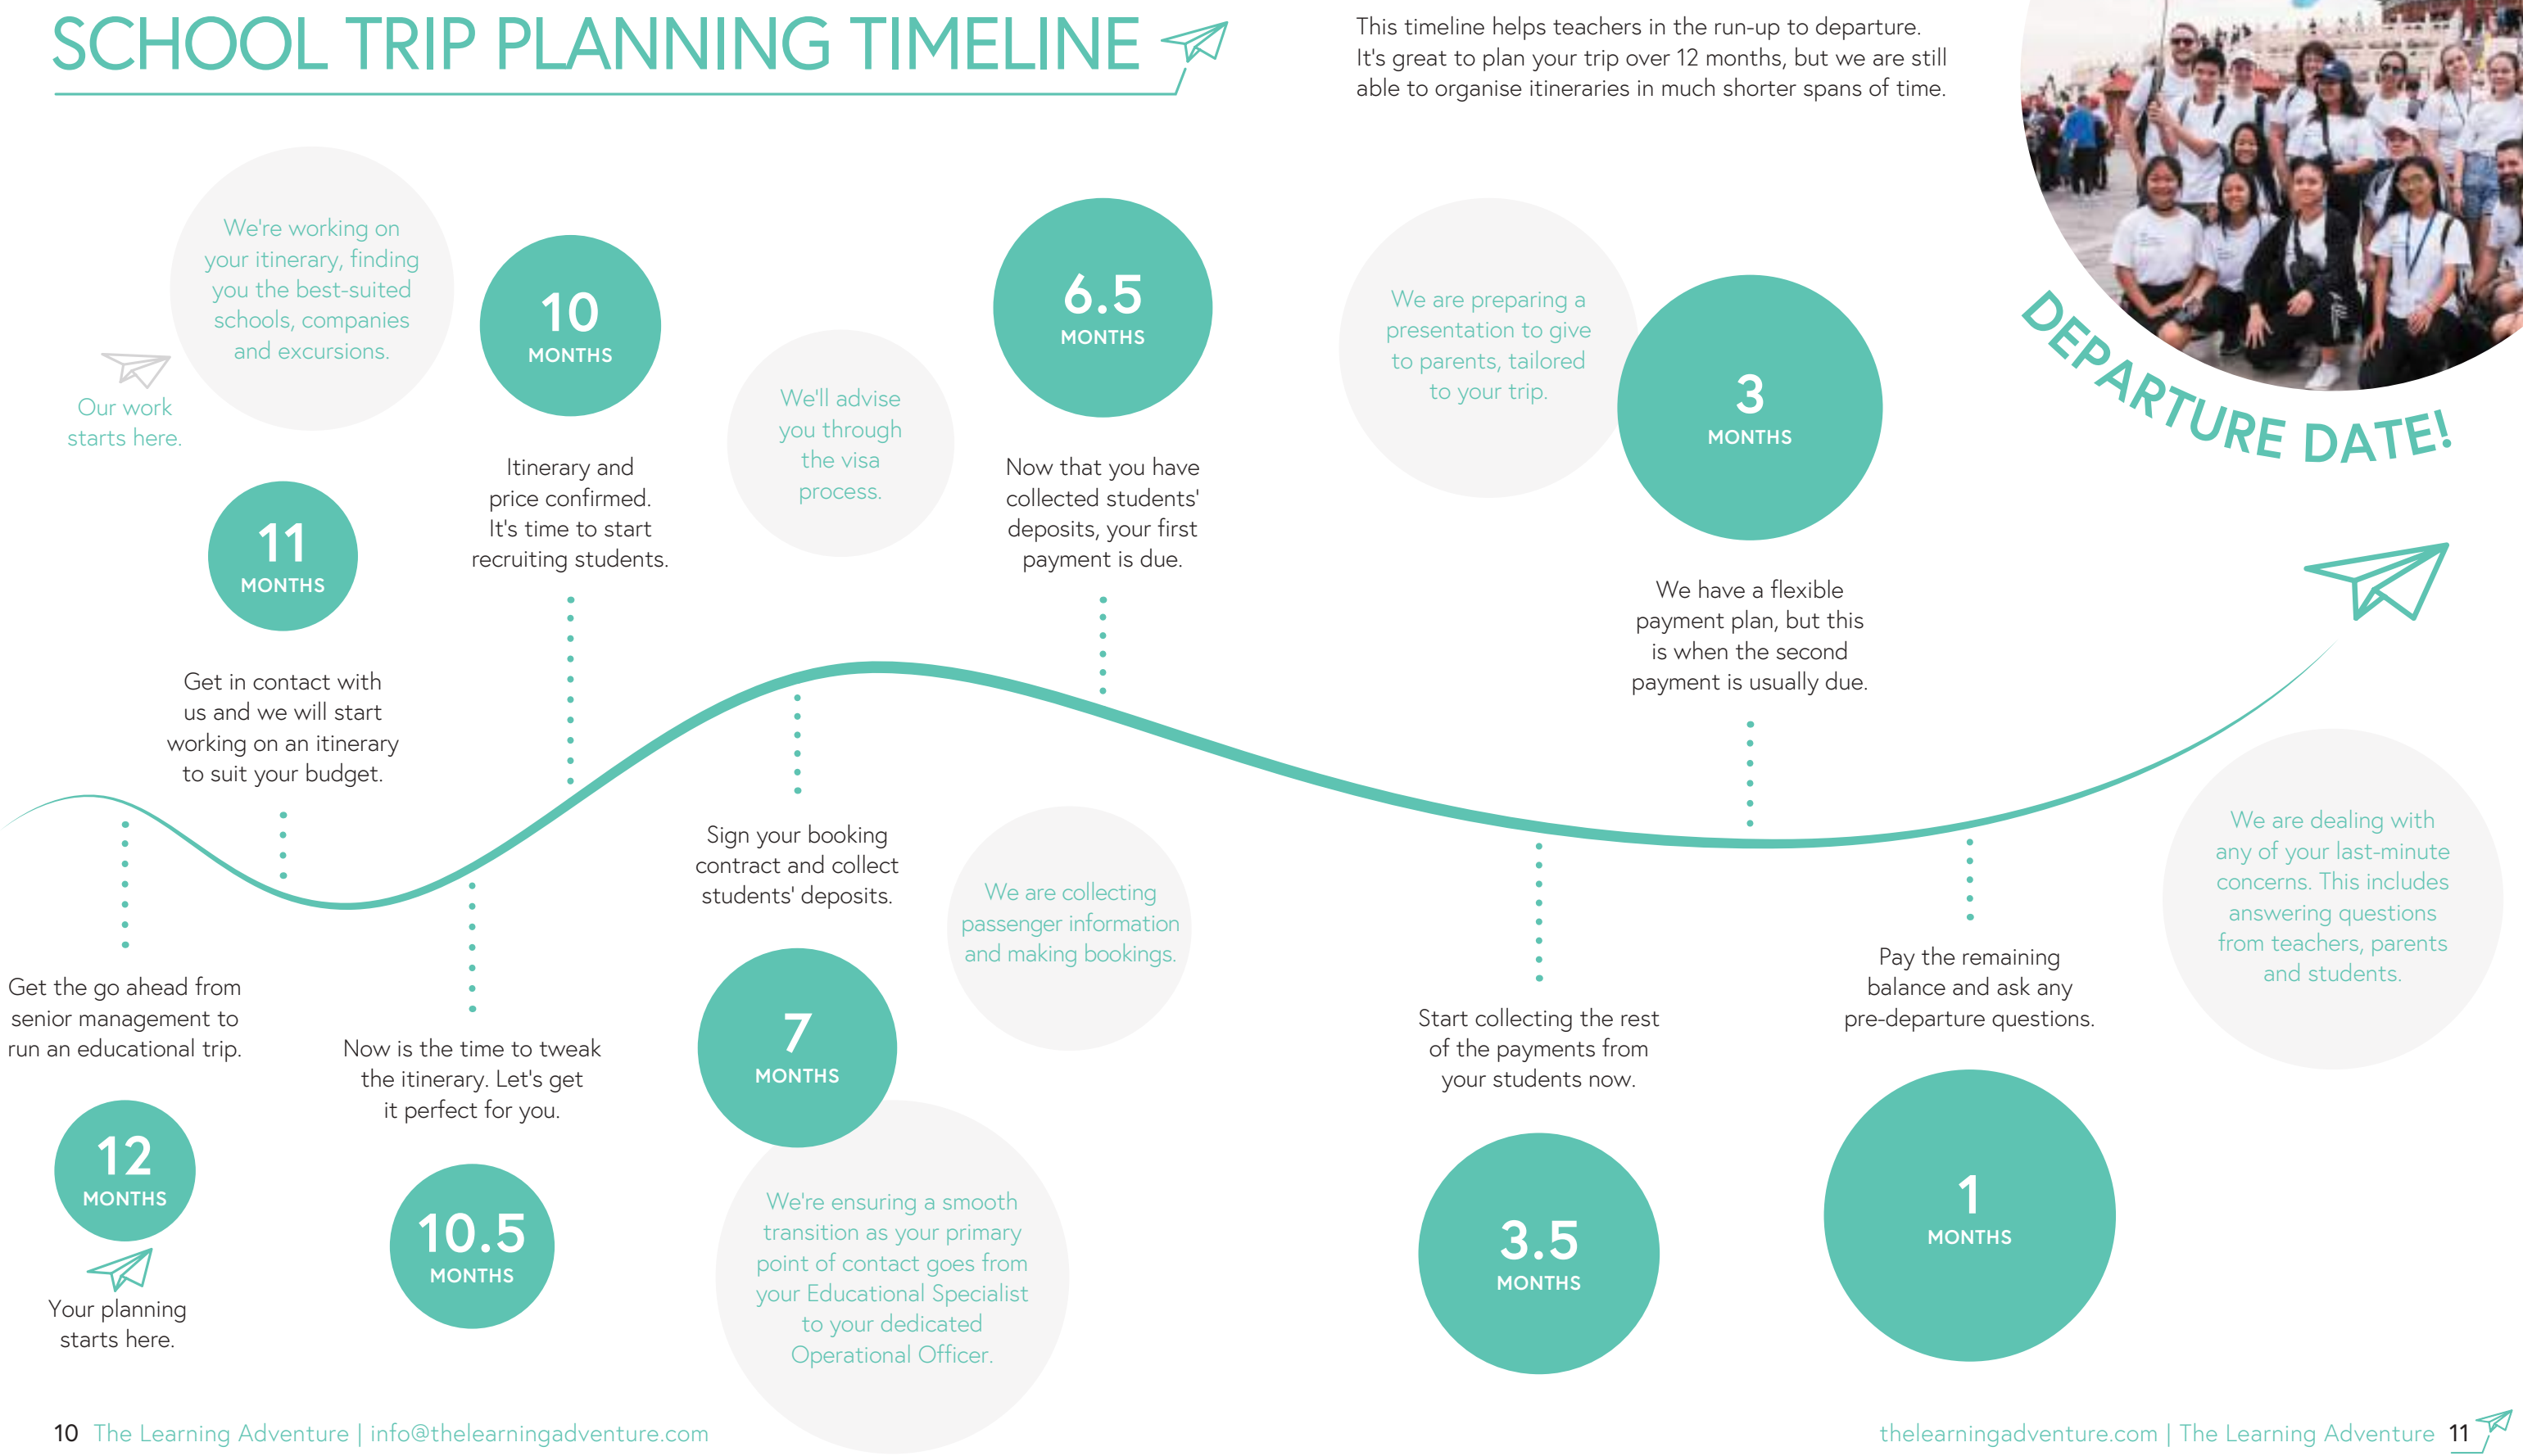 SCHOOL TRIP PLANNING TIMELINE
This timeline helps teachers in the run-up to departure.
It's great to plan your trip over 12 months, but we are still
able to organise itineraries in much shorter spans of time.
DEPARTURE DATE!
Our work
starts here.
We're working on
your itinerary, finding
you the best-suited
schools, companies
and excursions.
11
MONTHS
Get in contact with
us and we will start
working on an itinerary
to suit your budget.
10
MONTHS
Itinerary and
price confirmed.
It's time to start
recruiting students.
We'll advise
you through
the visa
process.
6.5
MONTHS
Now that you have
collected students'
deposits, your first
payment is due.
We are preparing a
presentation to give
to parents, tailored
to your trip.
3
MONTHS
We have a flexible
payment plan, but this
is when the second
payment is usually due.
Get the go ahead from
senior management to
run an educational trip.
12
MONTHS
Your planning
starts here.
Now is the time to tweak
the itinerary. Let's get
it perfect for you.
10.5
MONTHS
Sign your booking
contract and collect
students' deposits.
7
MONTHS
We are collecting
passenger information
and making bookings.
We're ensuring a smooth
transition as your primary
point of contact goes from
your Educational Specialist
to your dedicated
Operational Officer.
Start collecting the rest
of the payments from
your students now.
3.5
MONTHS
Pay the remaining
balance and ask any
pre-departure questions.
1
MONTHS
We are dealing with
any of your last-minute
concerns. This includes
answering questions
from teachers, parents
and students.
10 The Learning Adventure | info@thelearningadventure.com
thelearningadventure.com | The Learning Adventure 11